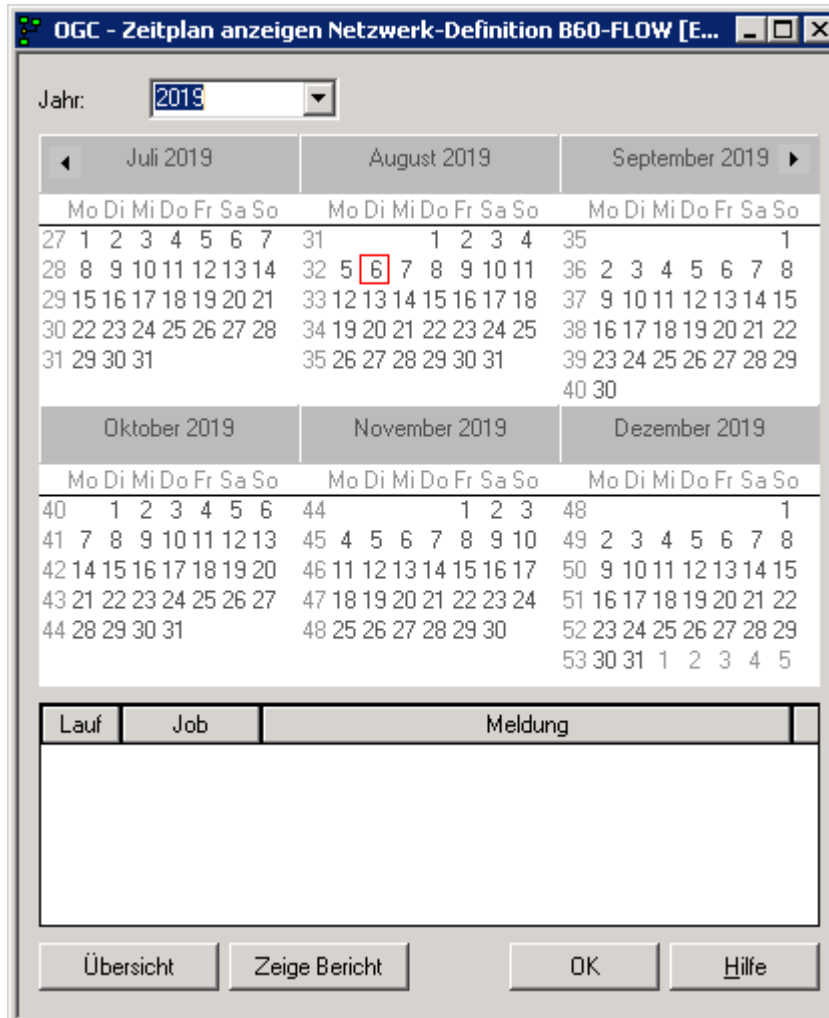 OGC - Zeitplan anzeigen Netzwerk-Definition B60-FLOW [E...
Jahr: 2019
Juli 2019 August 2019 September 2019
Mo Di Mi Do Fr Sa So Mo Di Mi Do Fr Sa So Mo Di Mi Do Fr Sa So
27 1 2 3 4 5 6 7 31 1 2 3 4 35 1
28 8 9 10 11 12 13 14 32 5 6 7 8 9 10 11 36 2 3 4 5 6 7 8
29 15 16 17 18 19 20 21 33 12 13 14 15 16 17 18 37 9 10 11 12 13 14 15
30 22 23 24 25 26 27 28 34 19 20 21 22 23 24 25 38 16 17 18 19 20 21 22
31 29 30 31 35 26 27 28 29 30 31 39 23 24 25 26 27 28 29
40 30
Oktober 2019 November 2019 Dezember 2019
Mo Di Mi Do Fr Sa So Mo Di Mi Do Fr Sa So Mo Di Mi Do Fr Sa So
40 1 2 3 4 5 6 44 1 2 3 48 1
41 7 8 9 10 11 12 13 45 4 5 6 7 8 9 10 49 2 3 4 5 6 7 8
42 14 15 16 17 18 19 20 46 11 12 13 14 15 16 17 50 9 10 11 12 13 14 15
43 21 22 23 24 25 26 27 47 18 19 20 21 22 23 24 51 16 17 18 19 20 21 22
44 28 29 30 31 48 25 26 27 28 29 30 52 23 24 25 26 27 28 29
53 30 31 1 2 3 4 5
Lauf Job Meldung
Übersicht Zeige Bericht OK Hilfe